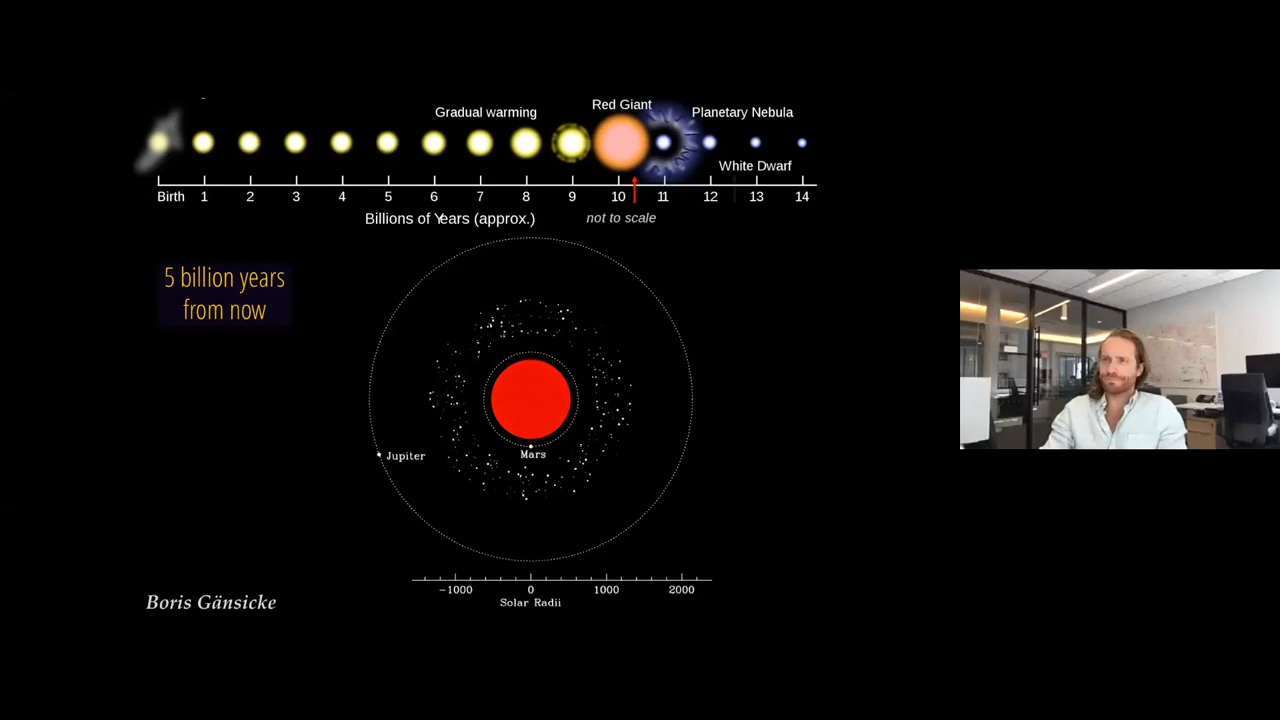 Red Giant
Gradual warming
Planetary Nebula
White Dwarf
Birth 1 2 3 4 5 6 7 8 9 10 11 12 13 14
Billions of Years (approx.)
not to scale
5 billion years
from now
Jupiter
Mars
−1000 0 1000 2000
Solar Radii
Boris Gänsicke